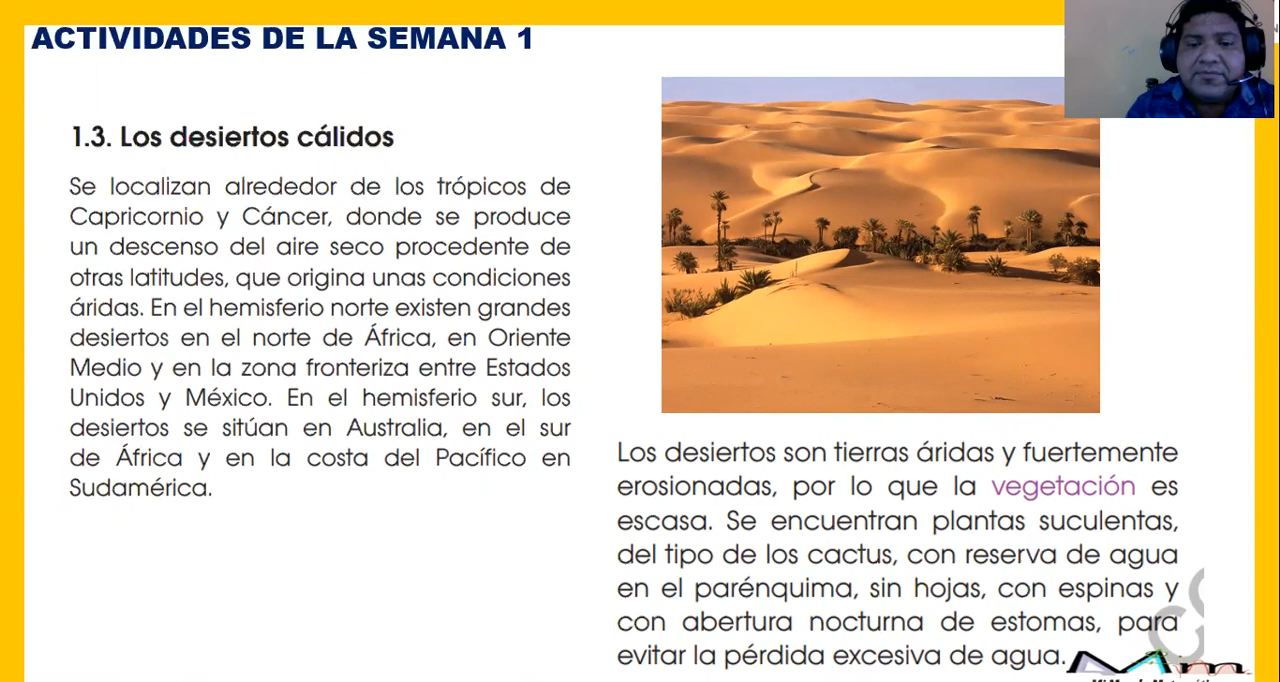 ACTIVIDADES DE LA SEMANA 1
1.3. Los desiertos cálidos
Se localizan alrededor de los trópicos de
Capricornio y Cáncer, donde se produce
un descenso del aire seco procedente de
otras latitudes, que origina unas condiciones
áridas. En el hemisferio norte existen grandes
desiertos en el norte de África, en Oriente
Medio y en la zona fronteriza entre Estados
Unidos y México. En el hemisferio sur, los
desiertos se sitúan en Australia, en el sur
de África y en la costa del Pacífico en
Sudamérica.
Los desiertos son tierras áridas y fuertemente
erosionadas, por lo que la vegetación es
escasa. Se encuentran plantas suculentas,
del tipo de los cactus, con reserva de agua
en el parénquima, sin hojas, con espinas y
con abertura nocturna de estomas, para
evitar la pérdida excesiva de agua.